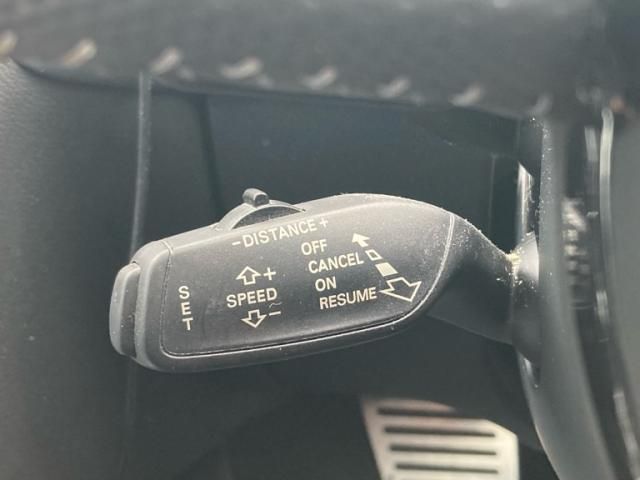 - DISTANCE +
OFF
CANCEL
ON
RESUME
+
SPEED
-
SET